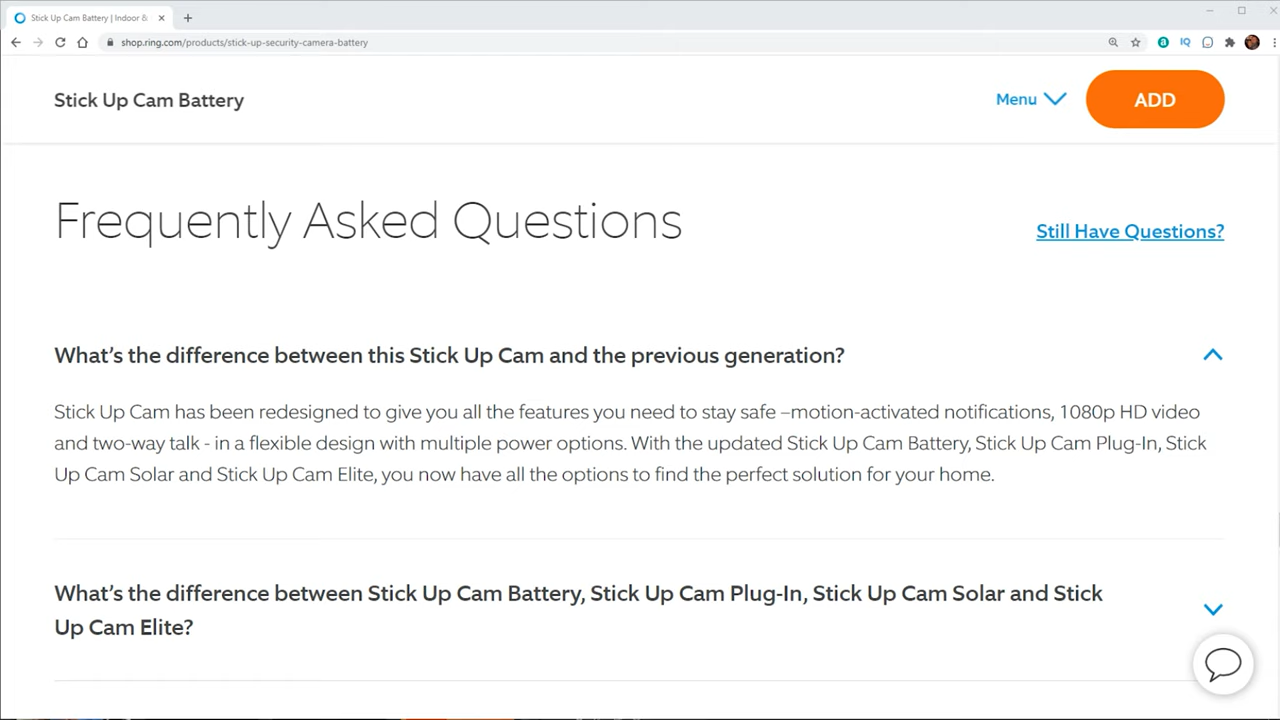 Stick Up Cam Battery | Indoor &
shop.ring.com/products/stick-up-security-camera-battery
IQ
Stick Up Cam Battery
Menu
ADD
Frequently Asked Questions
Still Have Questions?
What's the difference between this Stick Up Cam and the previous generation?
Stick Up Cam has been redesigned to give you all the features you need to stay safe –motion-activated notifications, 1080p HD video
and two-way talk - in a flexible design with multiple power options. With the updated Stick Up Cam Battery, Stick Up Cam Plug-In, Stick
Up Cam Solar and Stick Up Cam Elite, you now have all the options to find the perfect solution for your home.
What's the difference between Stick Up Cam Battery, Stick Up Cam Plug-In, Stick Up Cam Solar and Stick
Up Cam Elite?